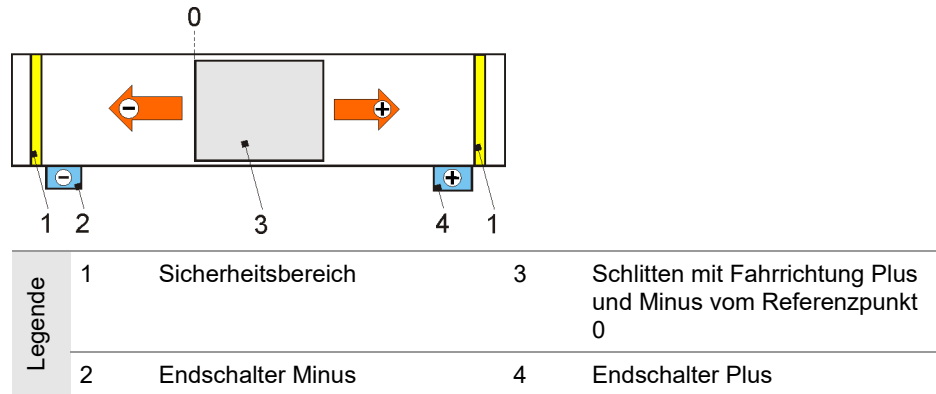 0
− +
− +
1 2 3 4 1
Legende
1 Sicherheitsbereich 3 Schlitten mit Fahrrichtung Plus
und Minus vom Referenzpunkt
0
2 Endschalter Minus 4 Endschalter Plus